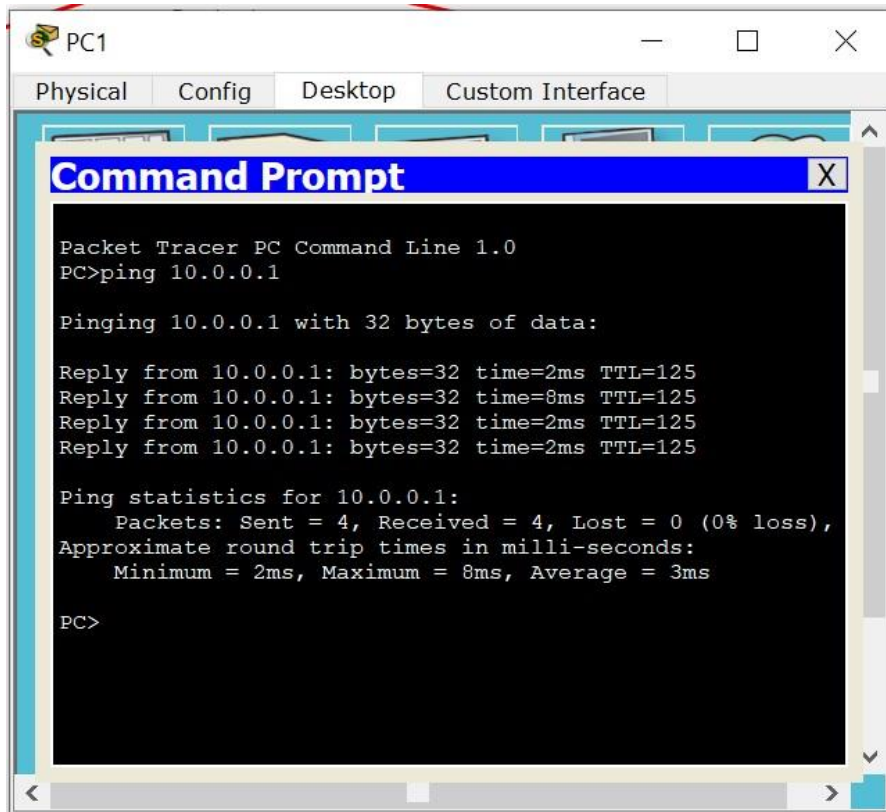 PC1
Physical Config Desktop Custom Interface
Command Prompt X
Packet Tracer PC Command Line 1.0
PC>ping 10.0.0.1
Pinging 10.0.0.1 with 32 bytes of data:
Reply from 10.0.0.1: bytes=32 time=2ms TTL=125
Reply from 10.0.0.1: bytes=32 time=8ms TTL=125
Reply from 10.0.0.1: bytes=32 time=2ms TTL=125
Reply from 10.0.0.1: bytes=32 time=2ms TTL=125
Ping statistics for 10.0.0.1:
Packets: Sent = 4, Received = 4, Lost = 0 (0% loss),
Approximate round trip times in milli-seconds:
Minimum = 2ms, Maximum = 8ms, Average = 3ms
PC>